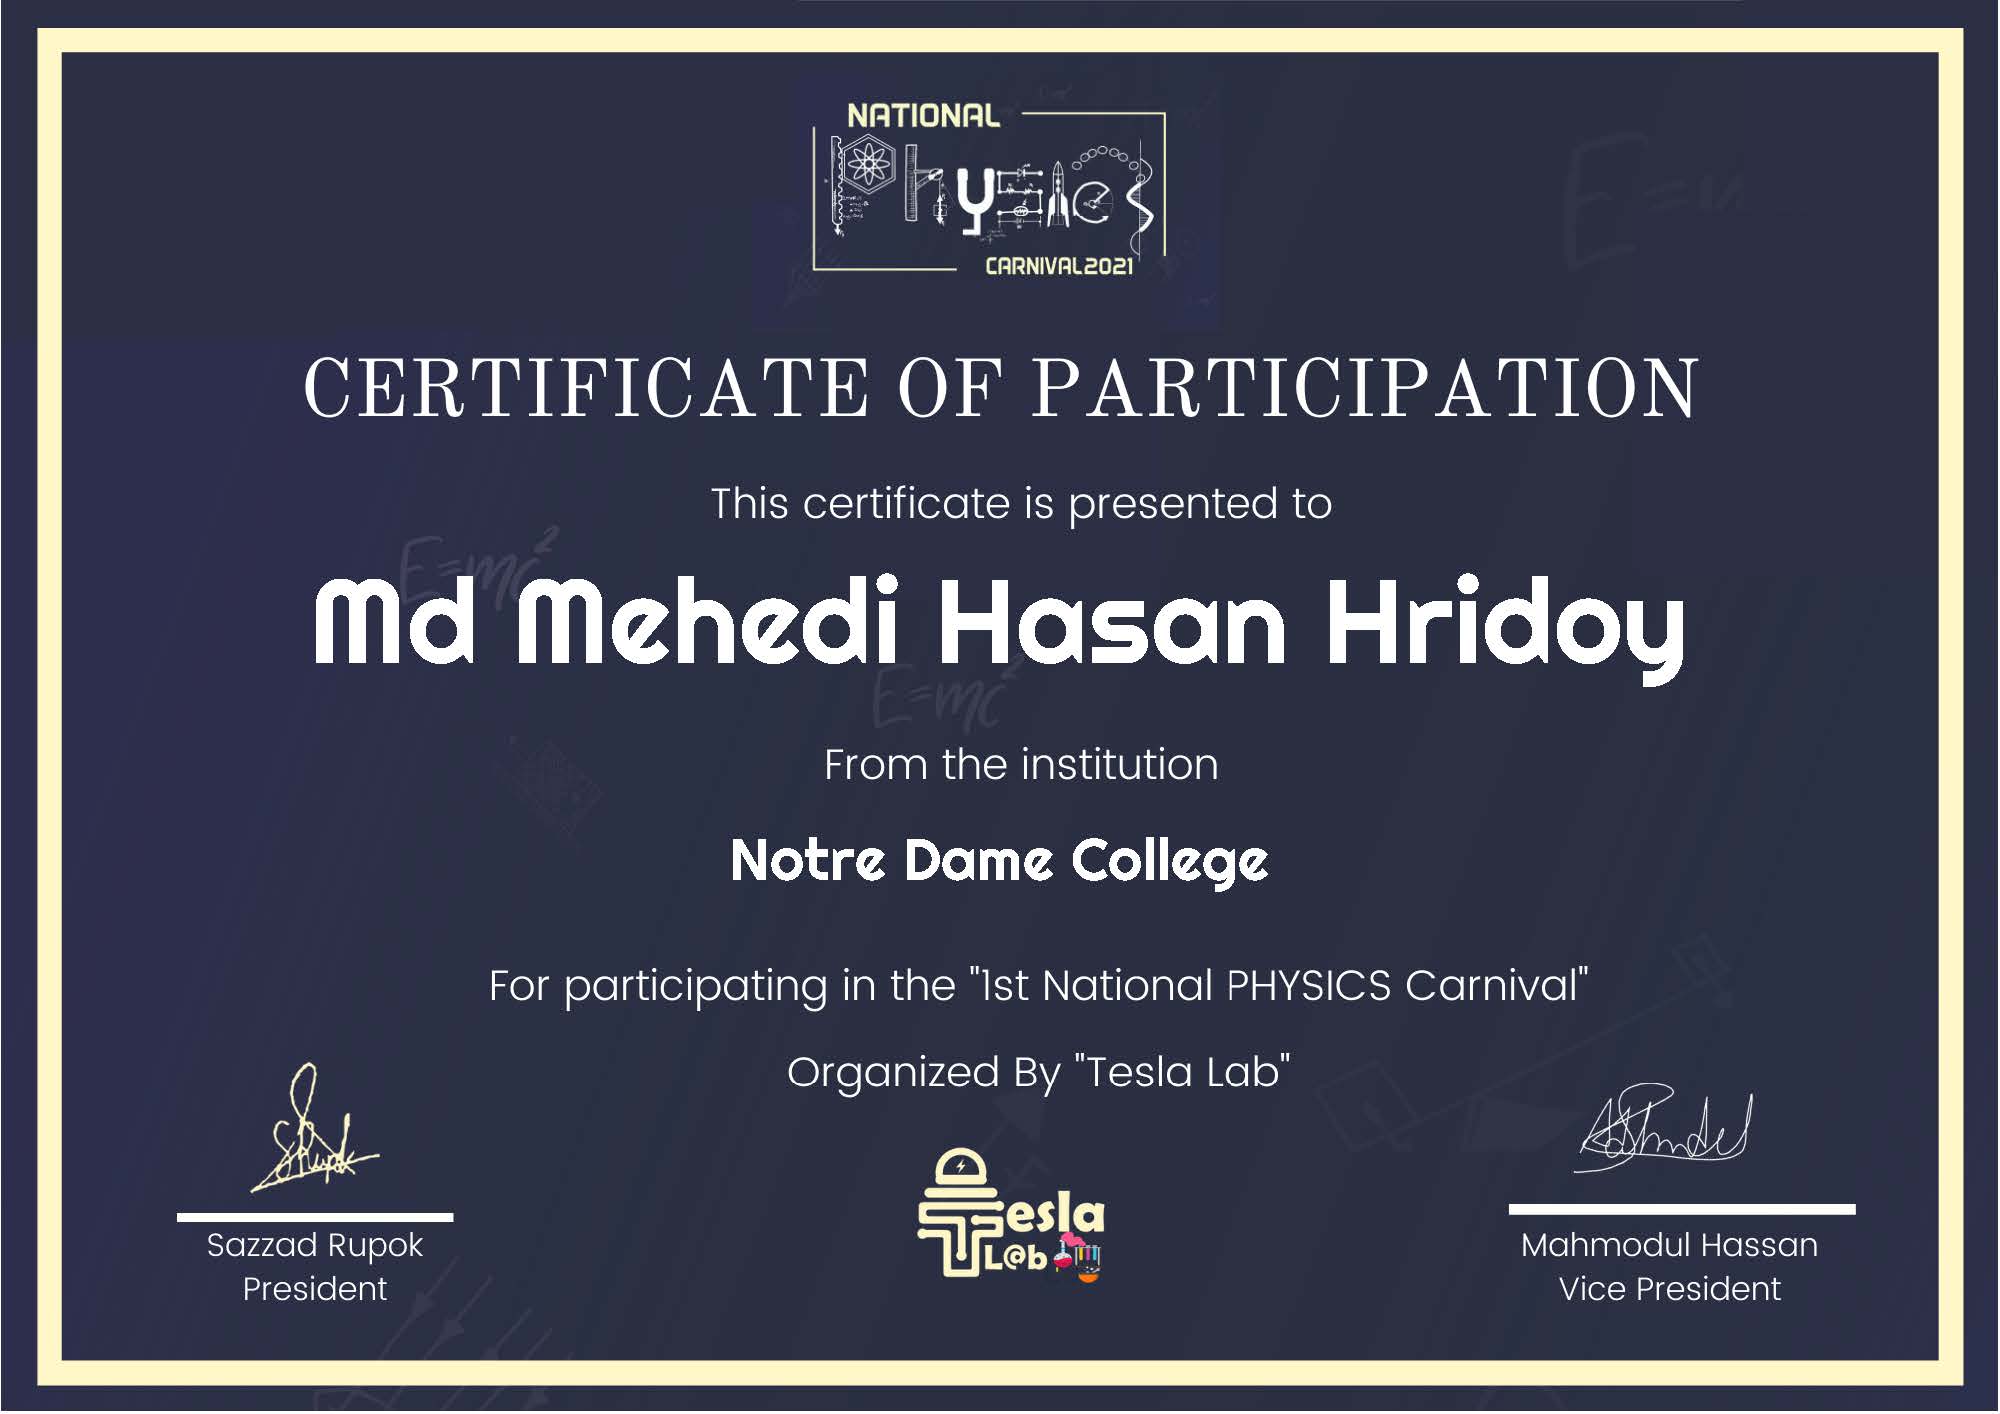 NATIONAL
Physics
CARNIVAL2021
CERTIFICATE OF PARTICIPATION
This certificate is presented to
E=mc²
Md Mehedi Hasan Hridoy
E=mc²
From the institution
Notre Dame College
For participating in the "1st National PHYSICS Carnival"
Organized By "Tesla Lab"
Tesla
L@b
Sazzad Rupok
President
Mahmodul Hassan
Vice President